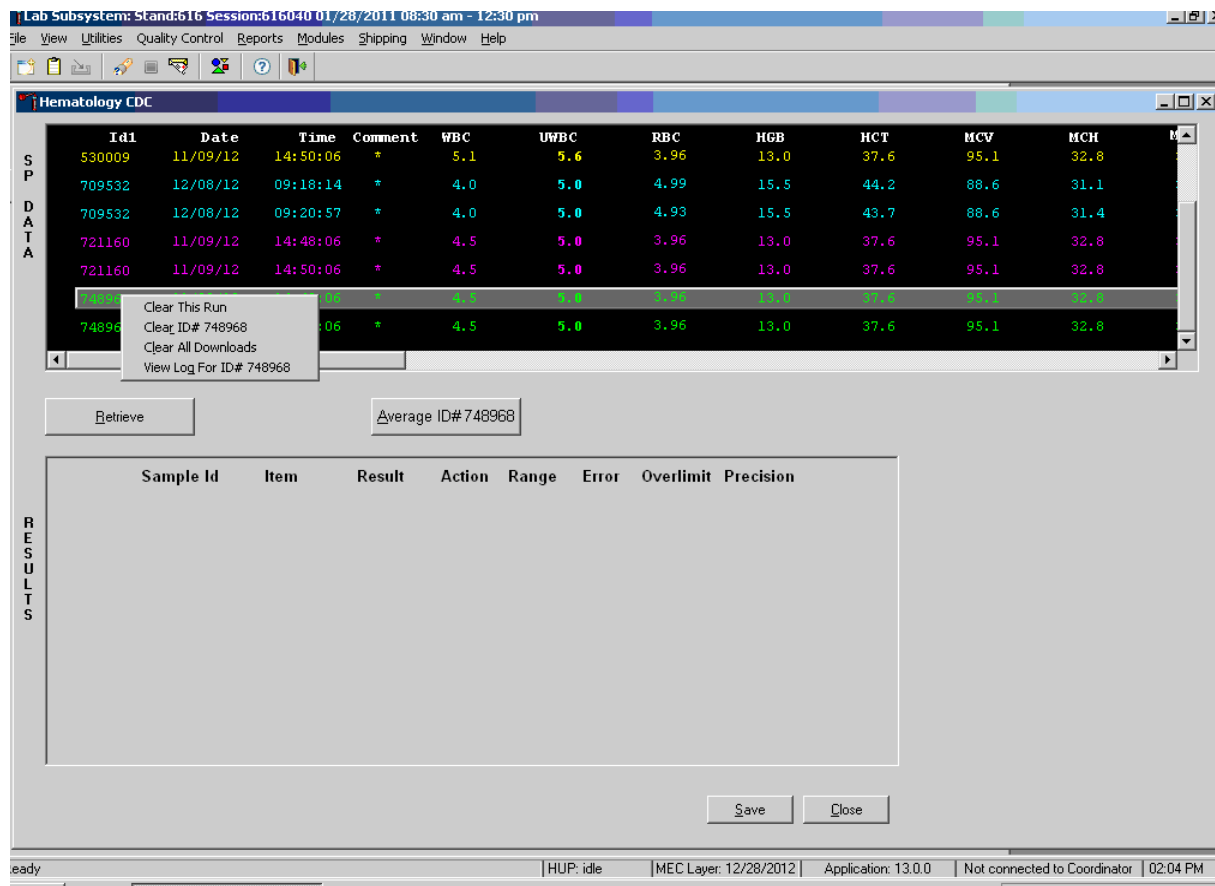 Lab Subsystem: Stand:616 Session:616040 01/28/2011 08:30 am - 12:30 pm
File View Utilities Quality Control Reports Modules Shipping Window Help
Hematology CDC
Id1 Date Time Comment WBC UWBC RBC HGB HCT MCV MCH
530009 11/09/12 14:50:06 * 5.1 5.6 3.96 13.0 37.6 95.1 32.8
709532 12/08/12 09:18:14 * 4.0 5.0 4.99 15.5 44.2 88.6 31.1
709532 12/08/12 09:20:57 * 4.0 5.0 4.93 15.5 43.7 88.6 31.4
721160 11/09/12 14:48:06 * 4.5 5.0 3.96 13.0 37.6 95.1 32.8
721160 11/09/12 14:50:06 * 4.5 5.0 3.96 13.0 37.6 95.1 32.8
74896 :06 * 4.5 5.0 3.96 13.0 37.6 95.1 32.8
74896 :06 * 4.5 5.0 3.96 13.0 37.6 95.1 32.8
SP DATA
Clear This Run
Clear ID# 748968
Clear All Downloads
View Log For ID# 748968
Retrieve Average ID# 748968
Sample Id Item Result Action Range Error Overlimit Precision
RESULTS
Save Close
eady HUP: idle MEC Layer: 12/28/2012 Application: 13.0.0 Not connected to Coordinator 02:04 PM